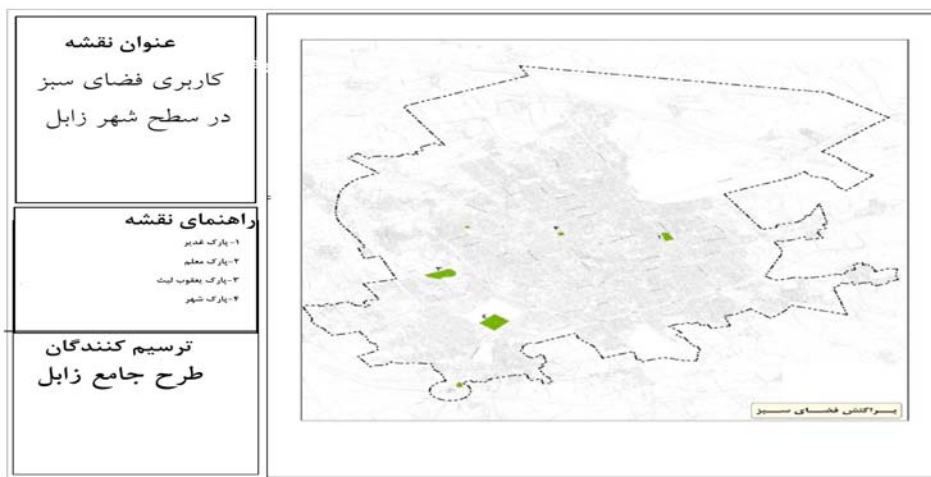 عنوان نقشه
کاربری فضای سبز
در سطح شهر زابل
راهنمای نقشه
۱-پارک غدیر
۲-پارک معلم
۳-پارک یعقوب لیث
۴-پارک شهر
ترسیم کنندگان
طرح جامع زابل
پراکنش فضای سبز